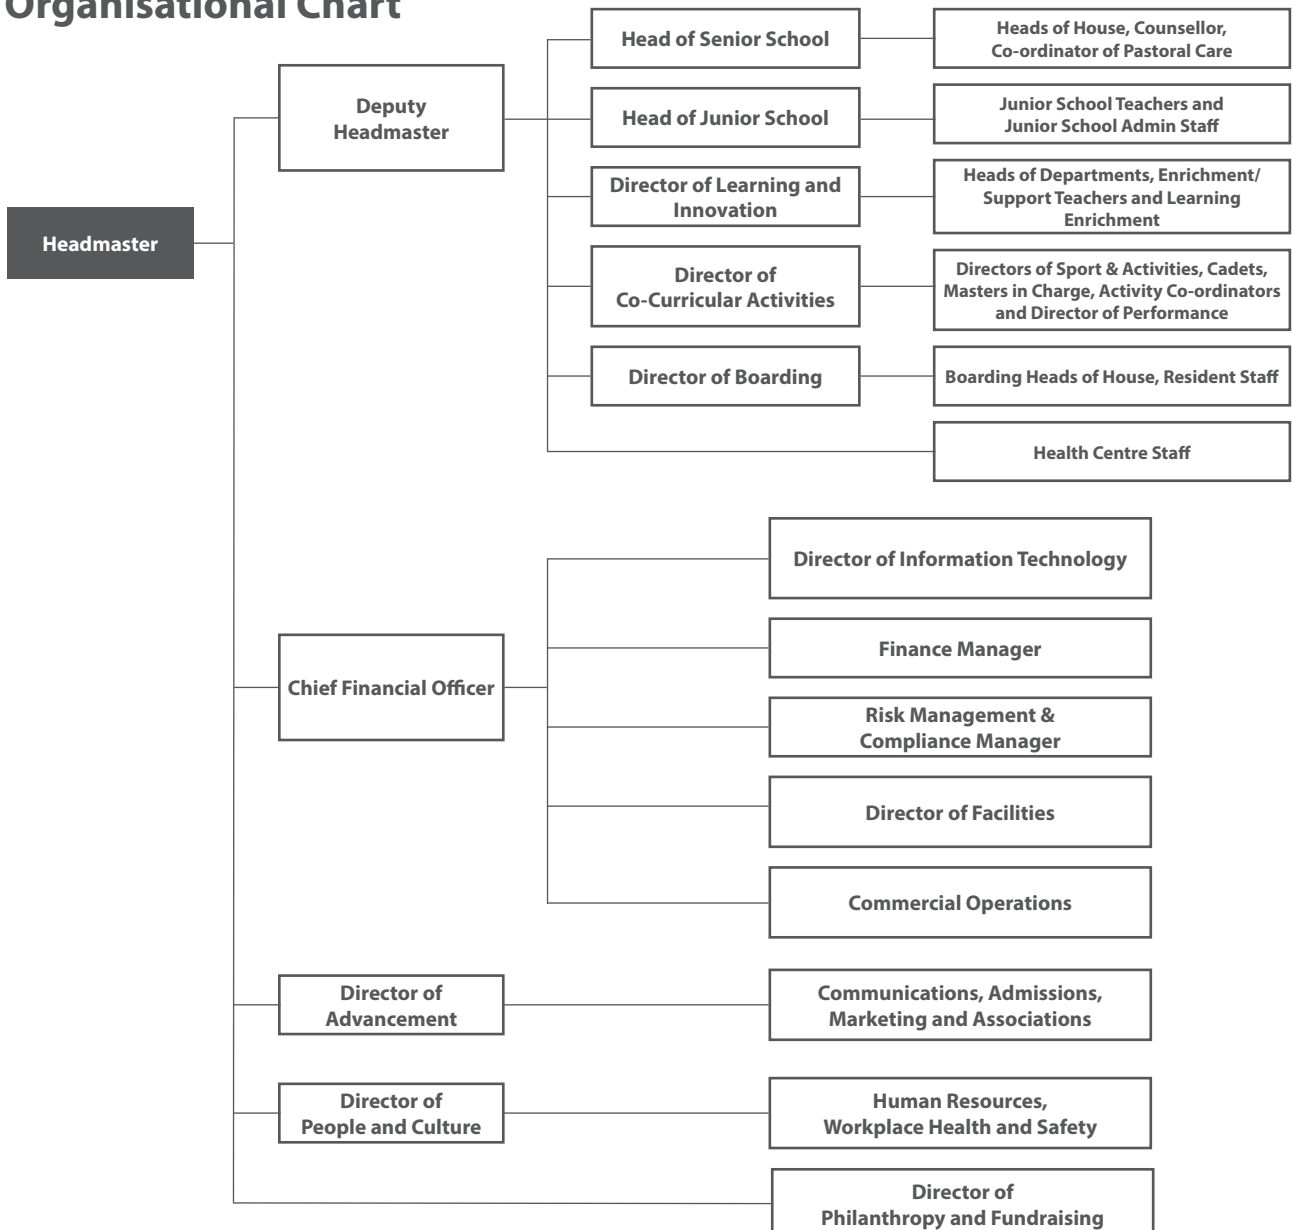 Organisational Chart
Head of Senior School
Heads of House, Counsellor,
Co-ordinator of Pastoral Care
Deputy
Headmaster
Head of Junior School
Junior School Teachers and
Junior School Admin Staff
Director of Learning and
Innovation
Heads of Departments, Enrichment/
Support Teachers and Learning
Enrichment
Headmaster
Director of
Co-Curricular Activities
Directors of Sport & Activities, Cadets,
Masters in Charge, Activity Co-ordinators
and Director of Performance
Director of Boarding
Boarding Heads of House, Resident Staff
Health Centre Staff
Director of Information Technology
Finance Manager
Chief Financial Officer
Risk Management &
Compliance Manager
Director of Facilities
Commercial Operations
Director of
Advancement
Communications, Admissions,
Marketing and Associations
Director of
People and Culture
Human Resources,
Workplace Health and Safety
Director of
Philanthropy and Fundraising